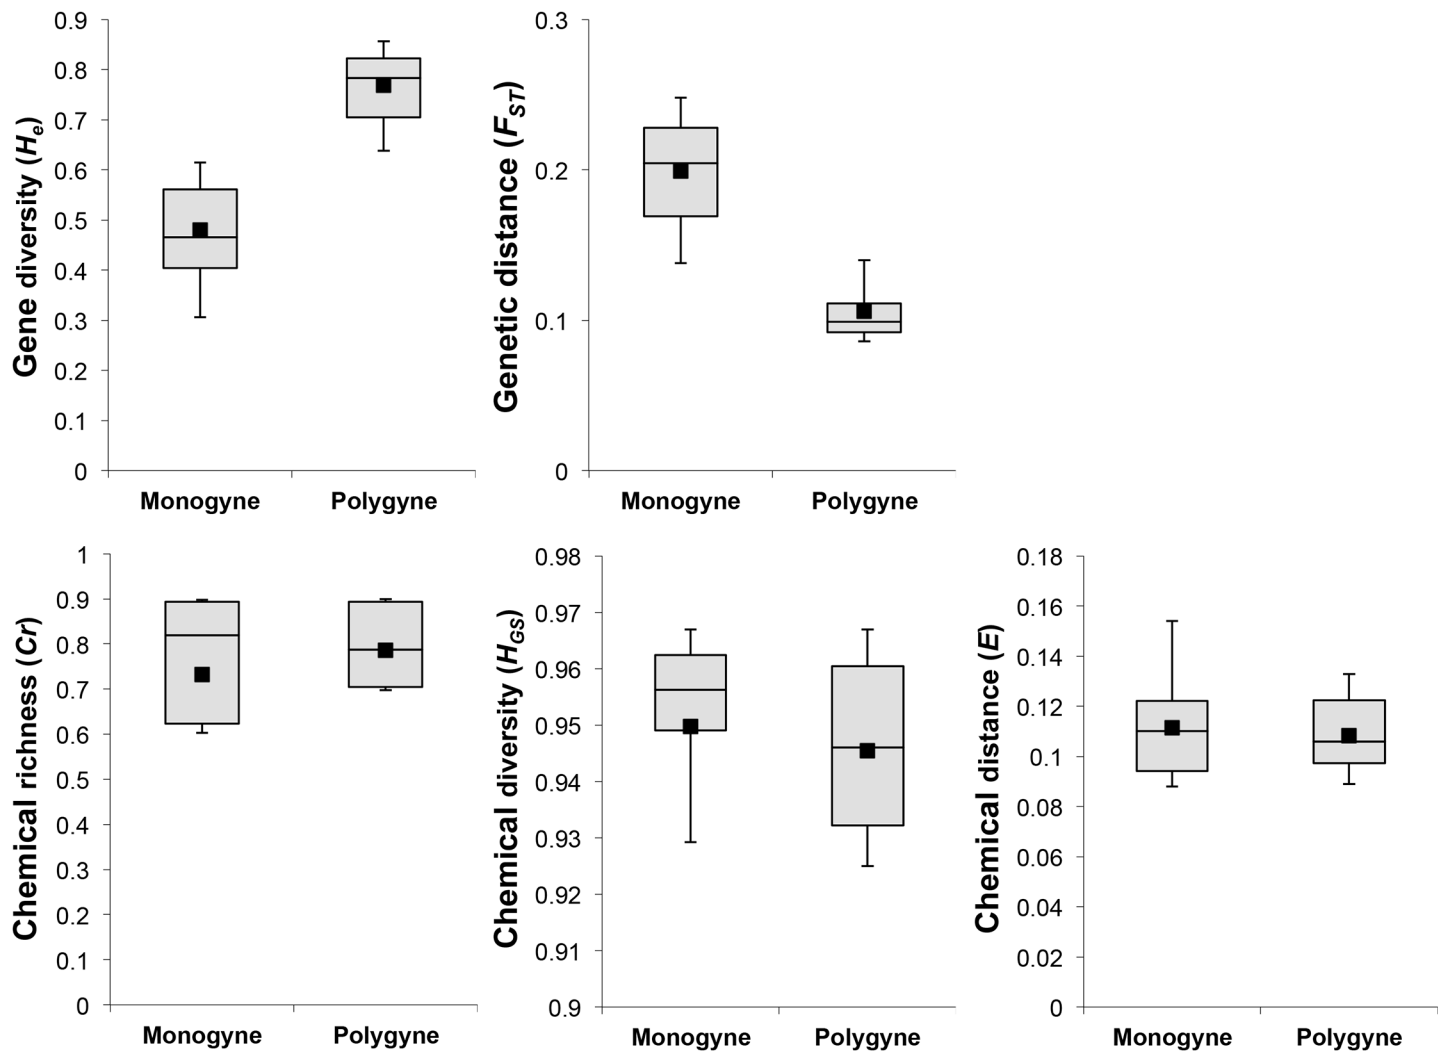 Gene diversity (He)
0.9
0.8
0.7
0.6
0.5
0.4
0.3
0.2
0.1
0
Monogyne
Polygyne
Genetic distance (FST)
0.3
0.2
0.1
0
Monogyne
Polygyne
Chemical richness (Cr)
1
0.9
0.8
0.7
0.6
0.5
0.4
0.3
0.2
0.1
0
Monogyne
Polygyne
Chemical diversity (HGS)
0.98
0.97
0.96
0.95
0.94
0.93
0.92
0.91
0.9
Monogyne
Polygyne
Chemical distance (E)
0.18
0.16
0.14
0.12
0.1
0.08
0.06
0.04
0.02
0
Monogyne
Polygyne